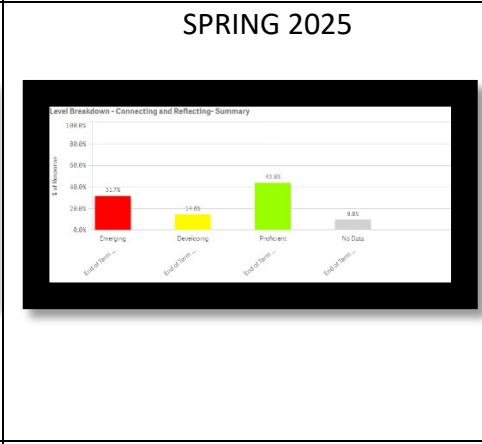 SPRING 2025
Level Breakdown - Connecting and Reflecting- Summary
100.0%
80.0%
60.0%
40.0%
20.0%
0.0%
% of Response
31.7%
14.6%
43.9%
9.8%
Emerging
Developing
Proficient
No Data
End of Term ...
End of Term ...
End of Term ...
End of Term ...